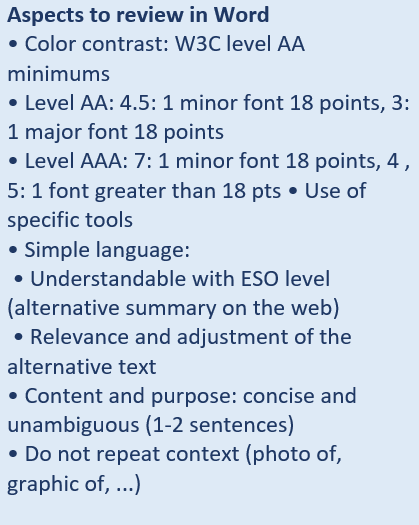 Aspects to review in Word
• Color contrast: W3C level AA
minimums
• Level AA: 4.5: 1 minor font 18 points, 3:
1 major font 18 points
• Level AAA: 7: 1 minor font 18 points, 4 ,
5: 1 font greater than 18 pts • Use of
specific tools
• Simple language:
• Understandable with ESO level
(alternative summary on the web)
• Relevance and adjustment of the
alternative text
• Content and purpose: concise and
unambiguous (1-2 sentences)
• Do not repeat context (photo of,
graphic of, ...)